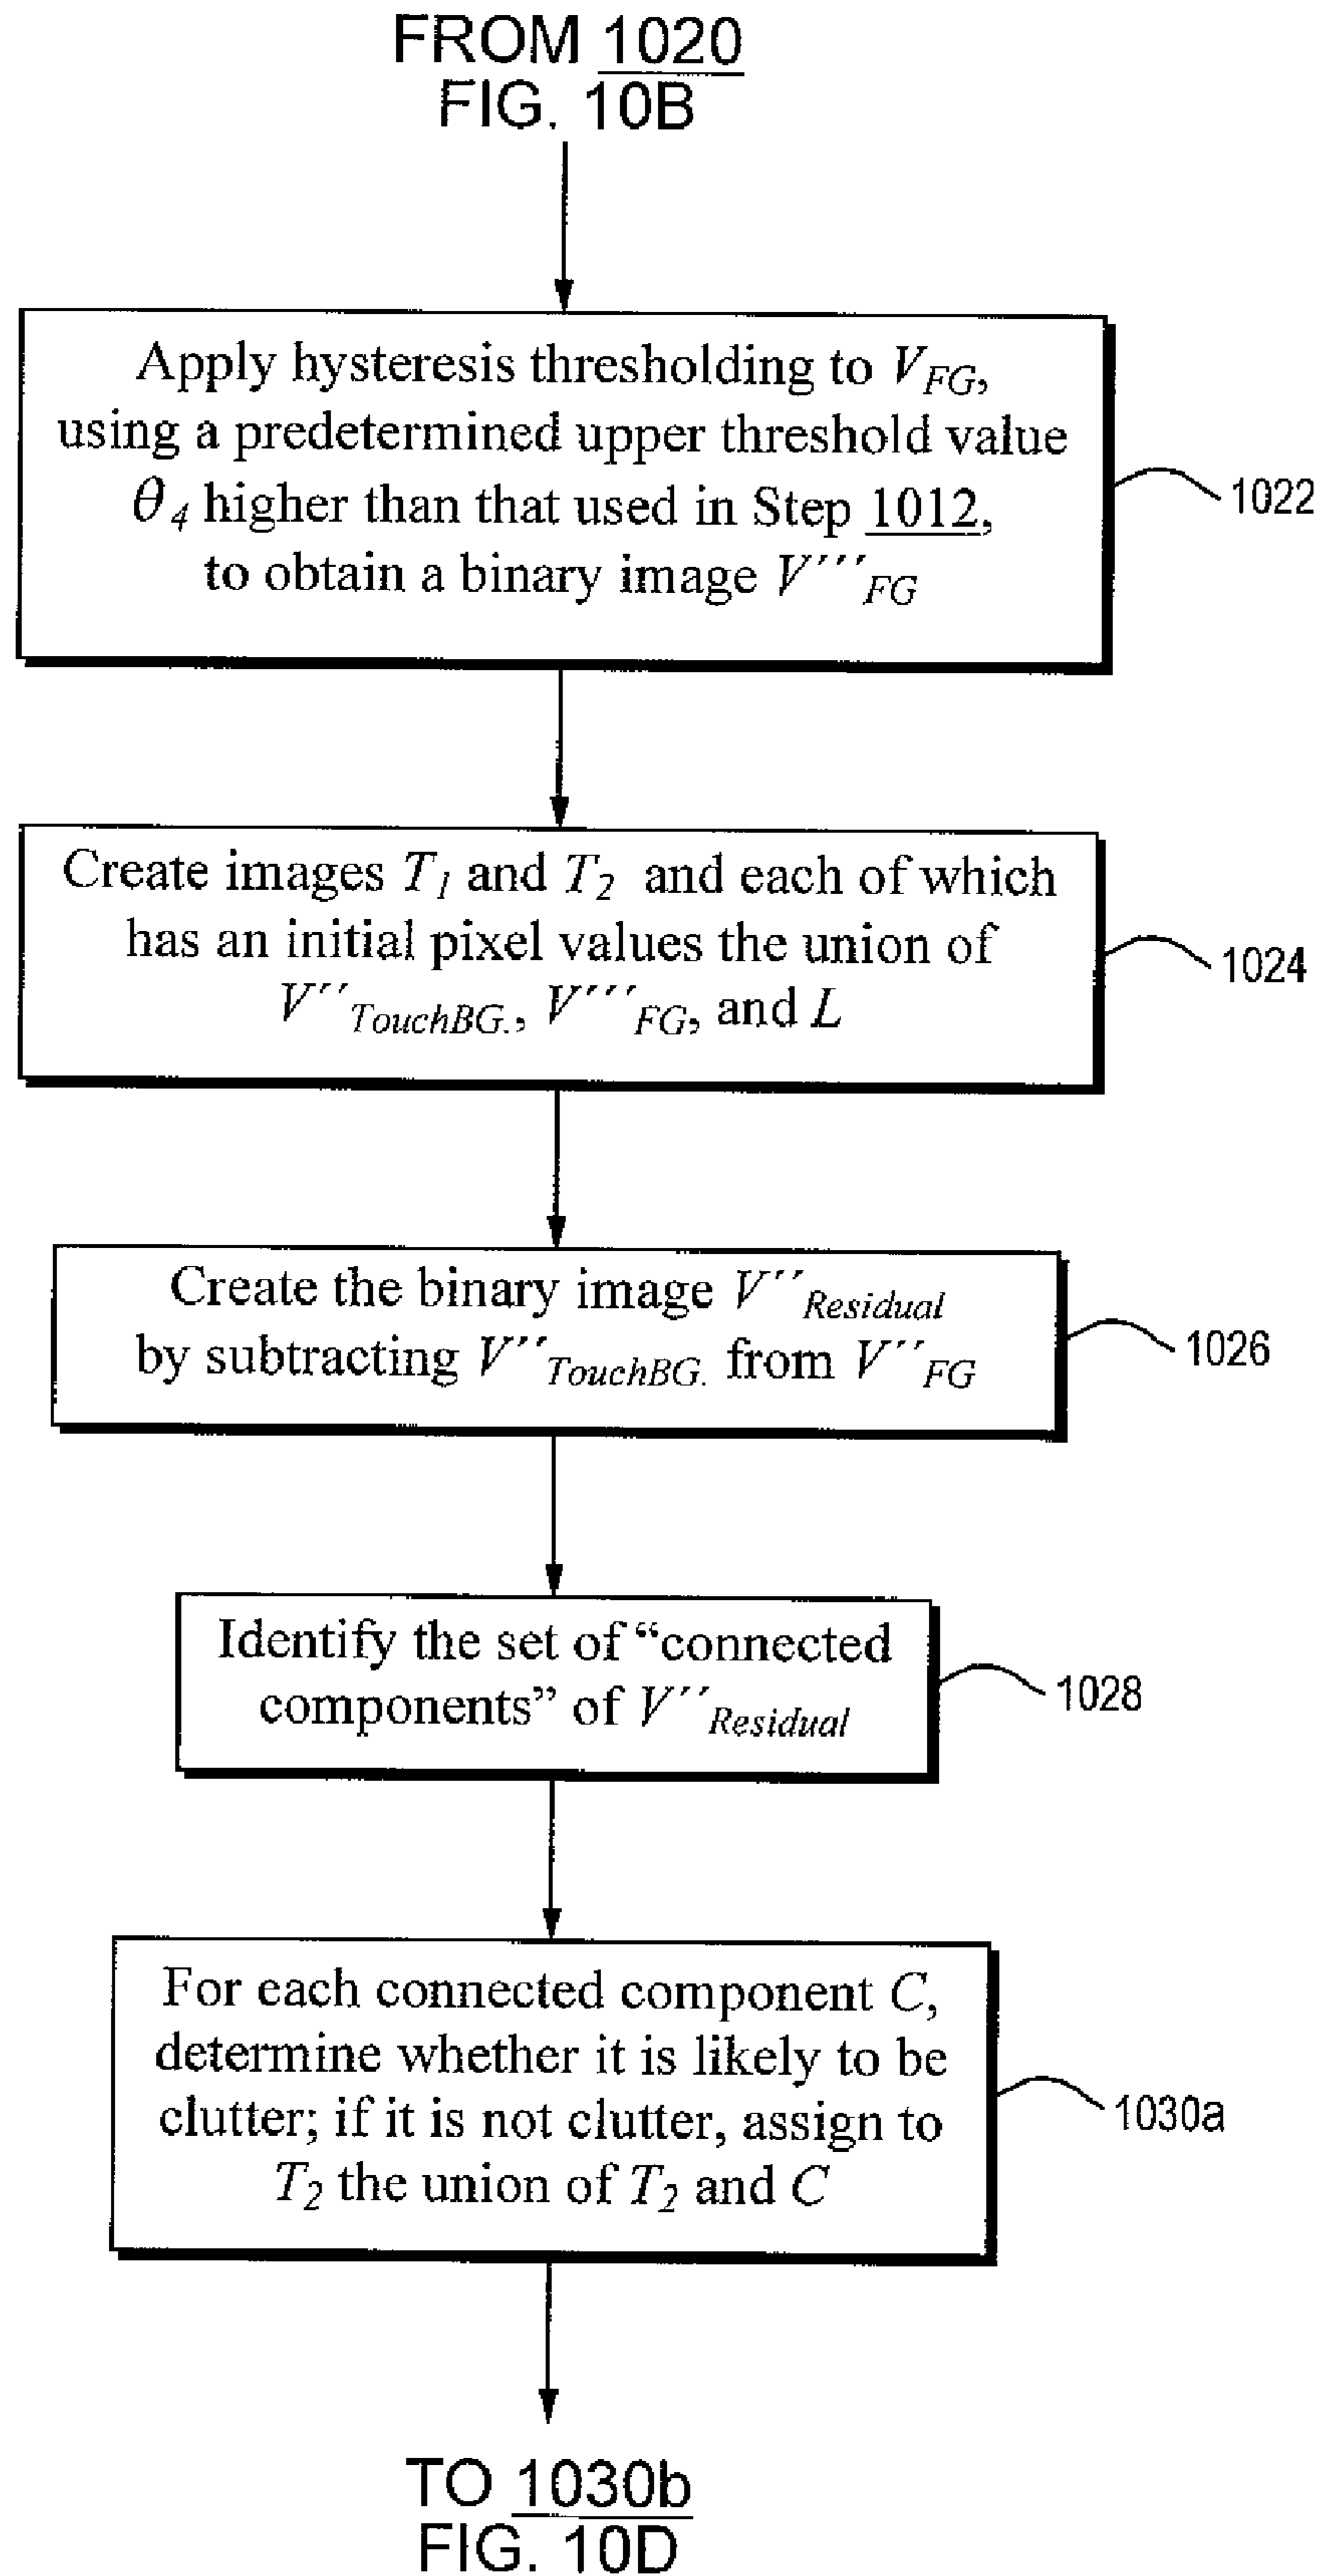 FROM 1020
FIG. 10B
Apply hysteresis thresholding to V_FG,
using a predetermined upper threshold value
θ_4 higher than that used in Step 1012,
to obtain a binary image V′′′_FG
1022
Create images T_1 and T_2 and each of which
has an initial pixel values the union of
V′′_TouchBG., V′′′_FG, and L
1024
Create the binary image V′′_Residual
by subtracting V′′_TouchBG. from V′′_FG
1026
Identify the set of “connected
components” of V′′_Residual
1028
For each connected component C,
determine whether it is likely to be
clutter; if it is not clutter, assign to
T_2 the union of T_2 and C
1030a
TO 1030b
FIG. 10D